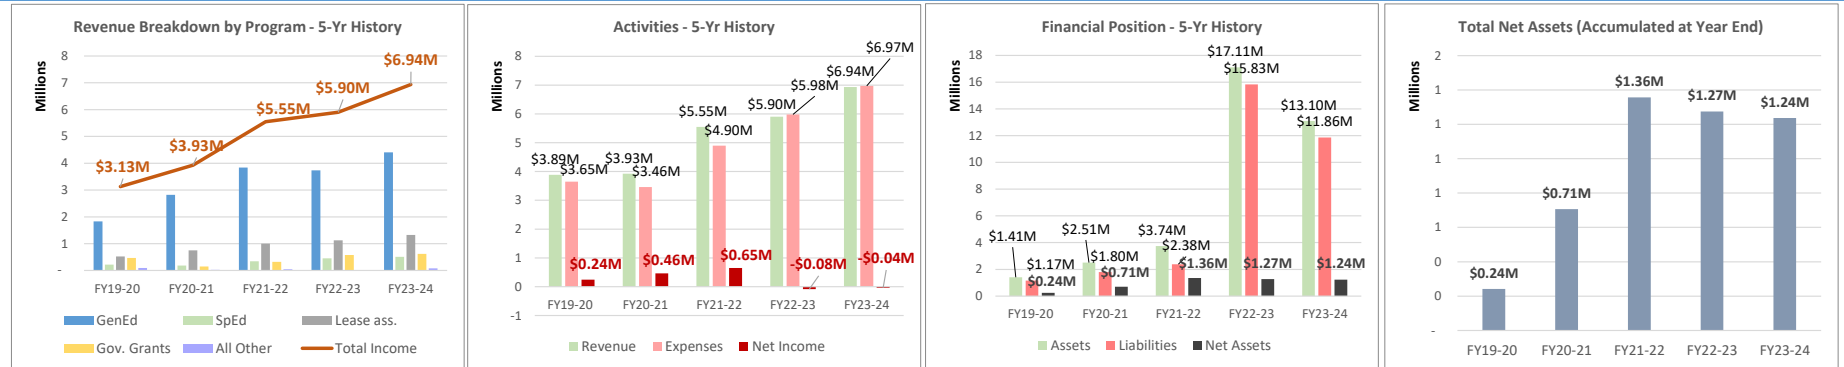 Revenue Breakdown by Program - 5-Yr History
Millions
8
7
6
5
4
3
2
1
-
$3.13M
$3.93M
$5.55M
$5.90M
$6.94M
FY19-20 FY20-21 FY21-22 FY22-23 FY23-24
GenEd SpEd Lease ass.
Gov. Grants All Other Total Income
Activities - 5-Yr History
Millions
8
7
6
5
4
3
2
1
0
-1
$3.89M $3.65M $0.24M
$3.93M $3.46M $0.46M
$5.55M $4.90M $0.65M
$5.90M $5.98M -$0.08M
$6.94M $6.97M -$0.04M
FY19-20 FY20-21 FY21-22 FY22-23 FY23-24
Revenue Expenses Net Income
Financial Position - 5-Yr History
Millions
18
16
14
12
10
8
6
4
2
0
$1.41M $1.17M $0.24M
$2.51M $1.80M $0.71M
$3.74M $2.38M $1.36M
$17.11M $15.83M $1.27M
$13.10M $11.86M $1.24M
FY19-20 FY20-21 FY21-22 FY22-23 FY23-24
Assets Liabilities Net Assets
Total Net Assets (Accumulated at Year End)
Millions
2
1
1
1
1
1
0
0
-
$0.24M
$0.71M
$1.36M
$1.27M
$1.24M
FY19-20 FY20-21 FY21-22 FY22-23 FY23-24